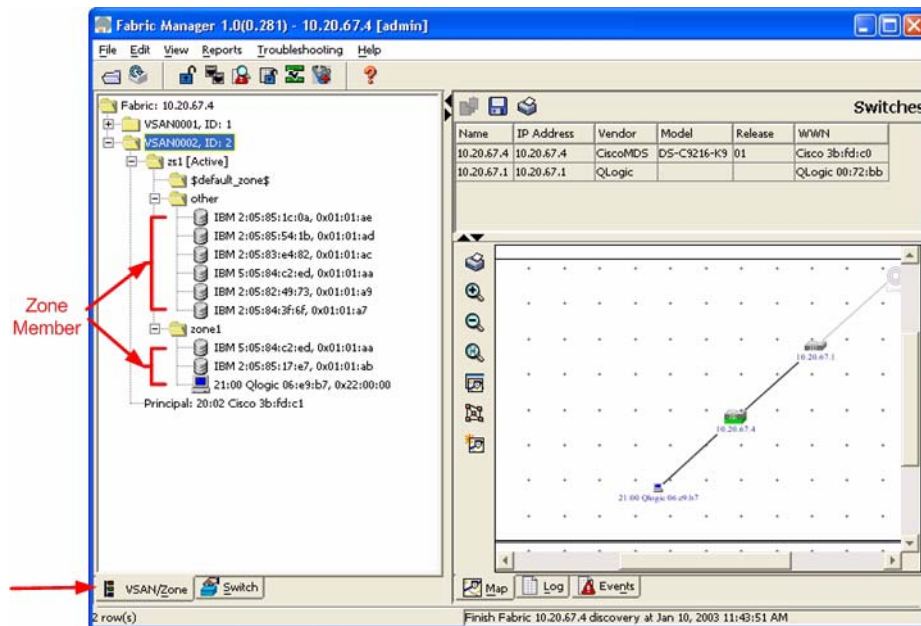 Fabric Manager 1.0(0.281) - 10.20.67.4 [admin]
File Edit View Reports Troubleshooting Help
Fabric: 10.20.67.4
VSAN0001, ID: 1
VSAN0002, ID: 2
zs1 [Active]
$default_zone$
other
IBM 2:05:85:1c:0a, 0x01:01:ae
IBM 2:05:85:54:1b, 0x01:01:ad
IBM 2:05:83:e4:82, 0x01:01:ac
IBM 5:05:84:c2:ed, 0x01:01:aa
IBM 2:05:82:49:73, 0x01:01:a9
IBM 2:05:84:3f:6f, 0x01:01:a7
zone1
IBM 5:05:84:c2:ed, 0x01:01:aa
IBM 2:05:85:17:e7, 0x01:01:ab
21:00 Qlogic 06:e9:b7, 0x22:00:00
Principal: 20:02 Cisco 3b:fd:c1
Zone
Member
VSAN/Zone Switch
2 row(s)
Switches
Name IP Address Vendor Model Release WWN
10.20.67.4 10.20.67.4 CiscoMDS DS-C9216-K9 01 Cisco 3b:fd:c0
10.20.67.1 10.20.67.1 QLogic QLogic 00:72:bb
10.20.67.1
10.20.67.4
21:00 Qlogic 06:e9:b7
Map Log Events
Finish Fabric 10.20.67.4 discovery at Jan 10, 2003 11:43:51 AM